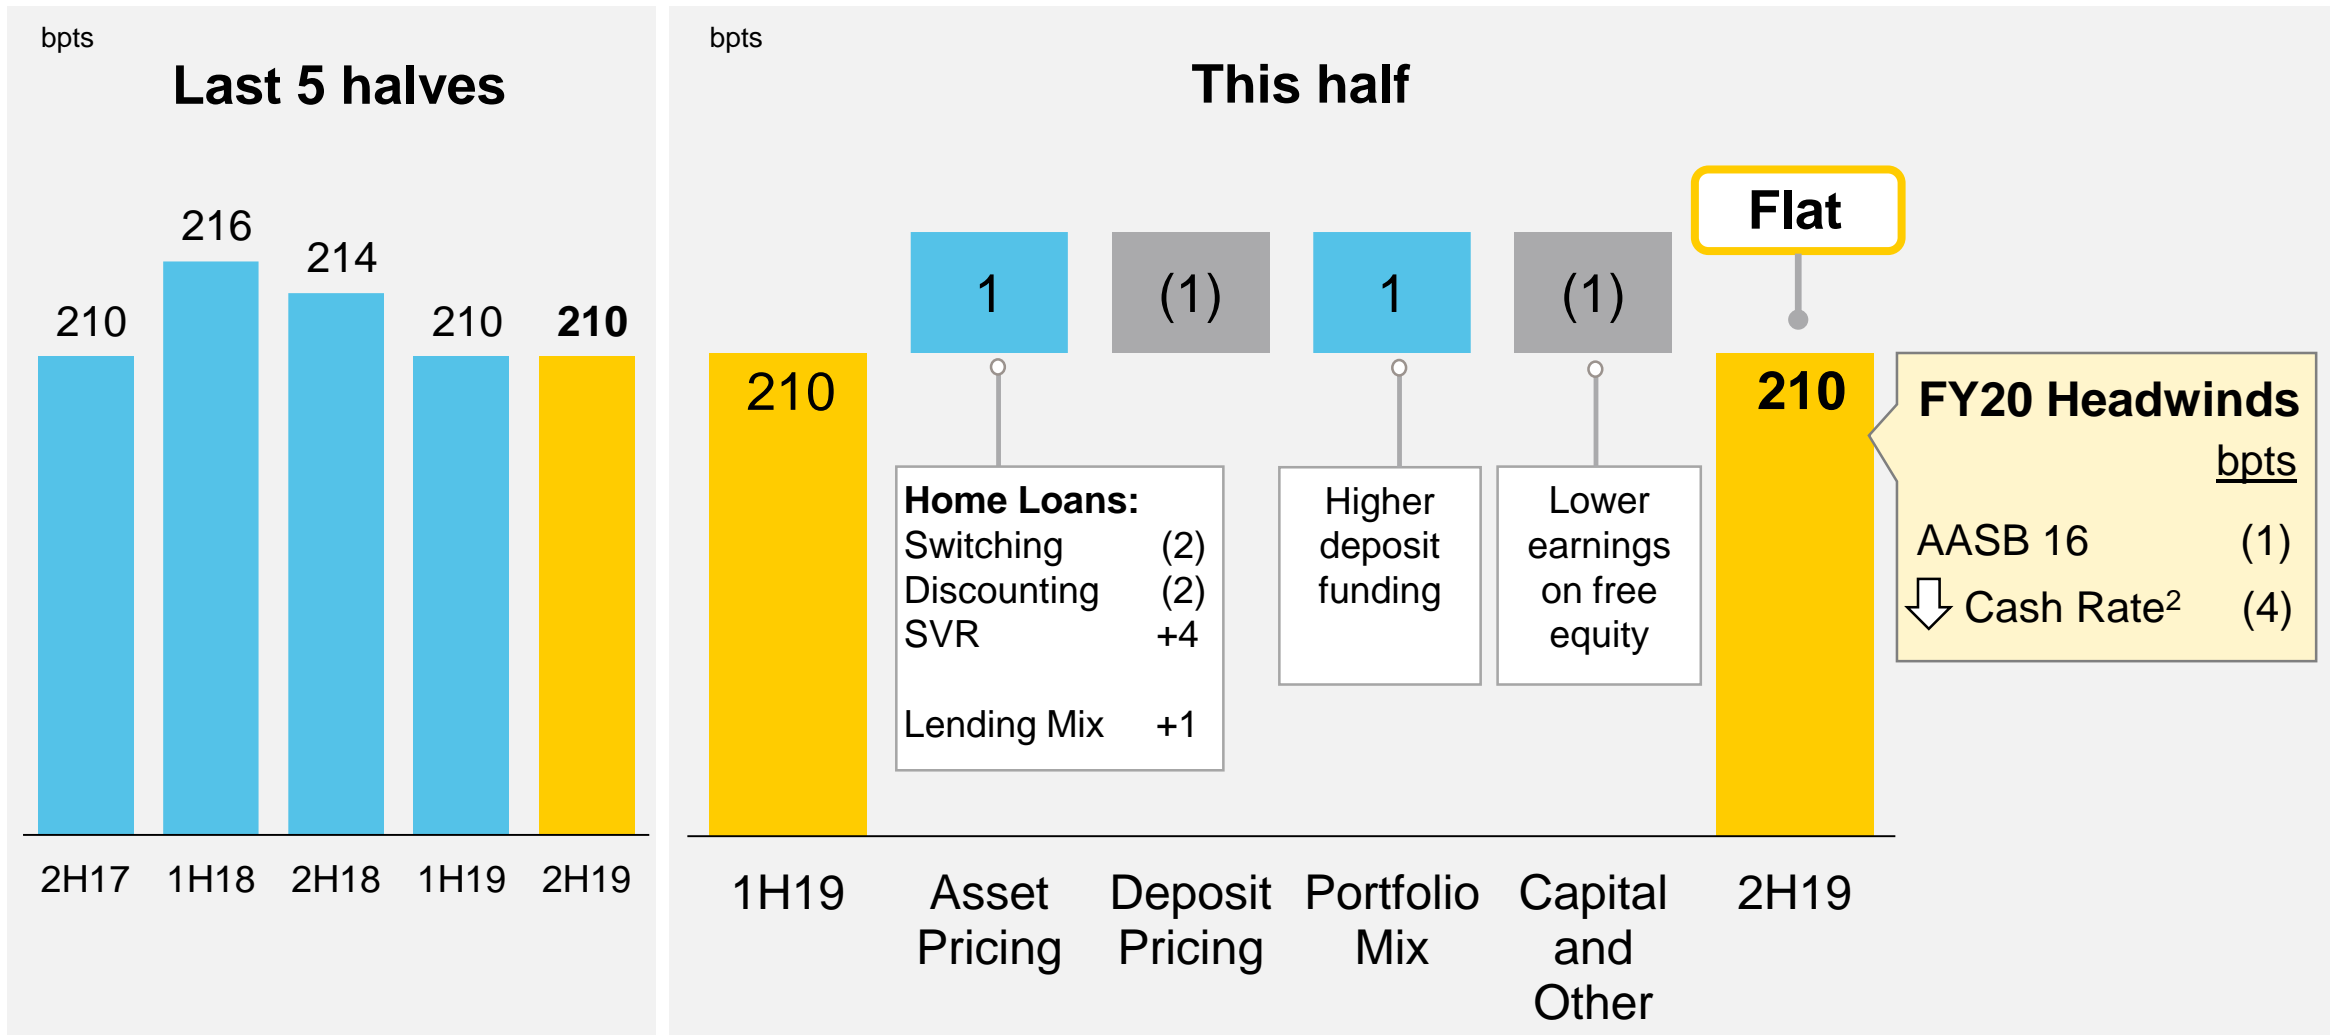 bpts
Last 5 halves
210
216
214
210
210
2H17
1H18
2H18
1H19
2H19
bpts
This half
Flat
1
(1)
1
(1)
210
210
Home Loans:
Switching (2)
Discounting (2)
SVR +4
Lending Mix +1
Higher
deposit
funding
Lower
earnings
on free
equity
FY20 Headwinds
bpts
AASB 16 (1)
Cash Rate² (4)
1H19
Asset
Pricing
Deposit
Pricing
Portfolio
Mix
Capital
and
Other
2H19